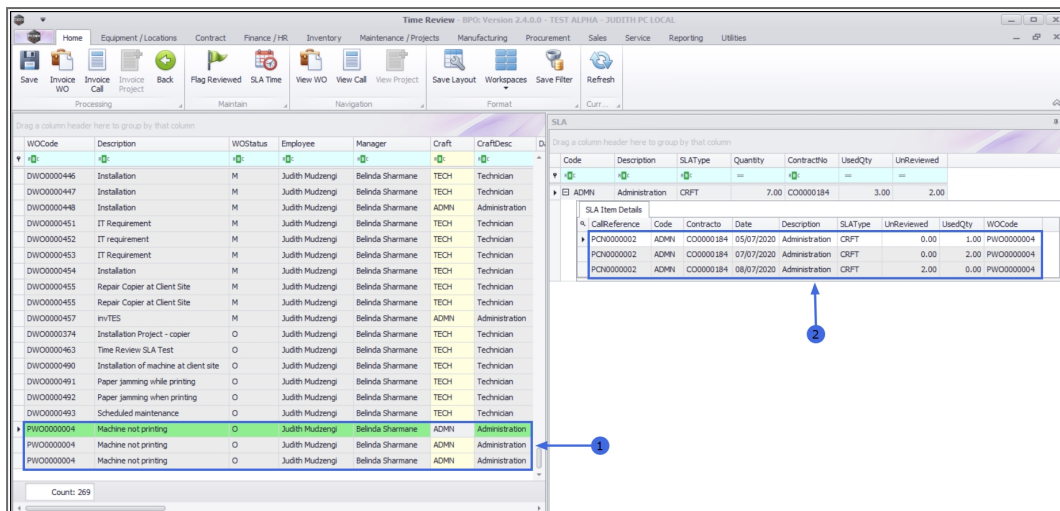 Time Review - BPO: Version 2.4.0.0 - TEST ALPHA - JUDITH PC LOCAL
Home Equipment / Locations Contract Finance / HR Inventory Maintenance / Projects Manufacturing Procurement Sales Service Reporting Utilities
Save Invoice WO Invoice Call Invoice Project Back Flag Reviewed SLA Time View WO View Call View Project Save Layout Workspaces Save Filter Refresh
Processing Maintain Navigation Format Curr...
Drag a column header here to group by that column
WOCode Description WOStatus Employee Manager Craft CraftDesc
DWO0000446 Installation M Judith Mudzengi Belinda Sharmane TECH Technician
DWO0000447 Installation M Judith Mudzengi Belinda Sharmane TECH Technician
DWO0000448 Installation M Judith Mudzengi Belinda Sharmane ADMN Administration
DWO0000451 IT Requirement M Judith Mudzengi Belinda Sharmane TECH Technician
DWO0000452 IT requirement M Judith Mudzengi Belinda Sharmane TECH Technician
DWO0000453 IT Requirement M Judith Mudzengi Belinda Sharmane TECH Technician
DWO0000454 Installation M Judith Mudzengi Belinda Sharmane TECH Technician
DWO0000455 Repair Copier at Client Site M Judith Mudzengi Belinda Sharmane TECH Technician
DWO0000455 Repair Copier at Client Site M Judith Mudzengi Belinda Sharmane TECH Technician
DWO0000457 invTES M Judith Mudzengi Belinda Sharmane ADMN Administration
DWO0000374 Installation Project - copier O Judith Mudzengi Belinda Sharmane TECH Technician
DWO0000463 Time Review SLA Test O Judith Mudzengi Belinda Sharmane TECH Technician
DWO0000490 Installation of machine at client site O Judith Mudzengi Belinda Sharmane TECH Technician
DWO0000491 Paper jamming while printing O Judith Mudzengi Belinda Sharmane TECH Technician
DWO0000492 Paper jamming when printing O Judith Mudzengi Belinda Sharmane TECH Technician
DWO0000493 Scheduled maintenance O Judith Mudzengi Belinda Sharmane TECH Technician
PWO0000004 Machine not printing O Judith Mudzengi Belinda Sharmane ADMN Administration
PWO0000004 Machine not printing O Judith Mudzengi Belinda Sharmane ADMN Administration
PWO0000004 Machine not printing O Judith Mudzengi Belinda Sharmane ADMN Administration
1
Count: 269
SLA
Drag a column header here to group by that column
Code Description SLAType Quantity ContractNo UsedQty UnReviewed
ADMN Administration CRFT 7.00 CO0000184 3.00 2.00
SLA Item Details
CallReference Code Contracto Date Description SLAType UnReviewed UsedQty WOCode
PCN0000002 ADMN CO0000184 05/07/2020 Administration CRFT 0.00 1.00 PWO0000004
PCN0000002 ADMN CO0000184 07/07/2020 Administration CRFT 0.00 2.00 PWO0000004
PCN0000002 ADMN CO0000184 08/07/2020 Administration CRFT 2.00 0.00 PWO0000004
2